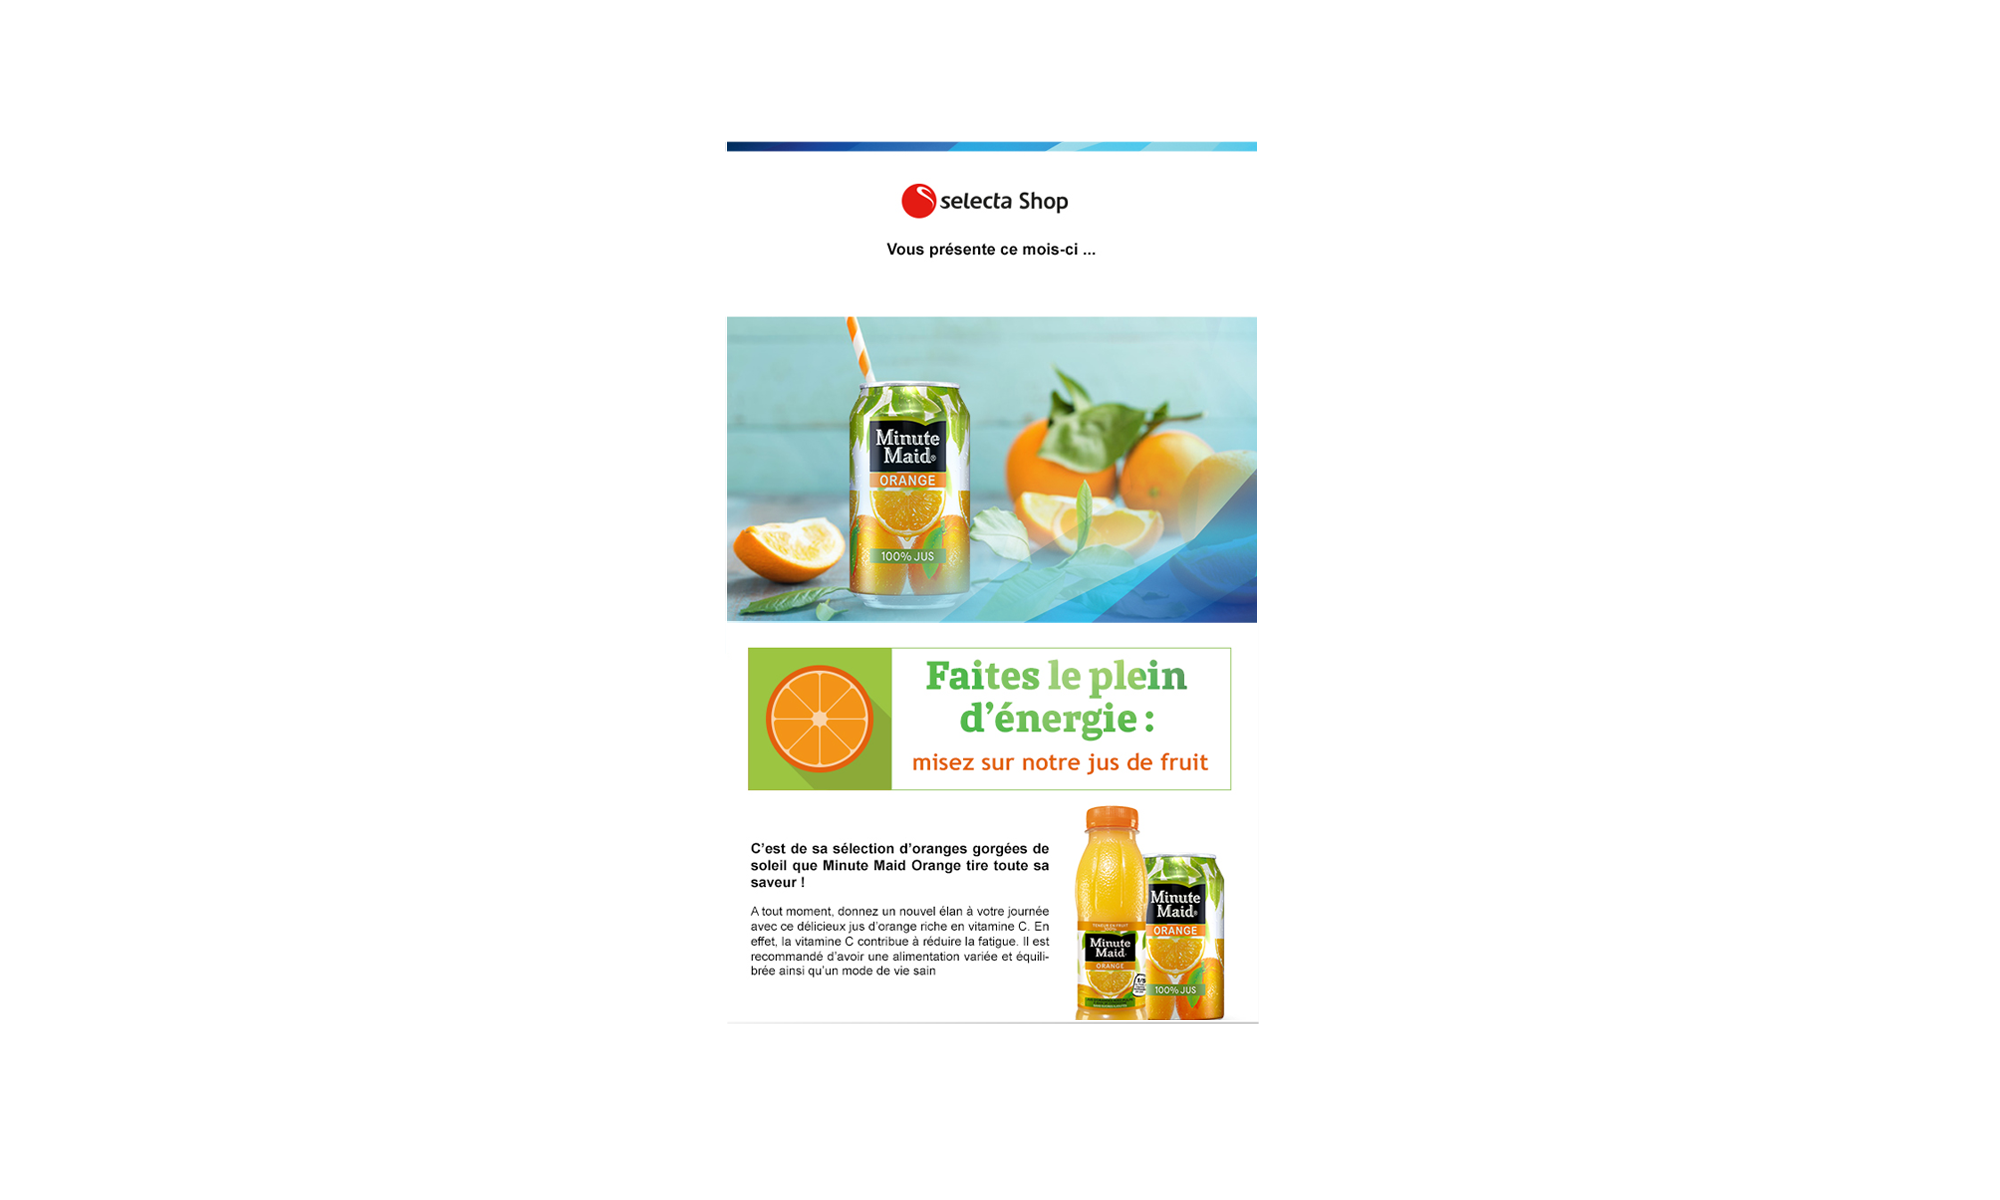 selecta Shop
Vous présente ce mois-ci ...
Minute
Maid®
ORANGE
100% JUS
Faites le plein
d’énergie :
misez sur notre jus de fruit
C’est de sa sélection d’oranges gorgées de
soleil que Minute Maid Orange tire toute sa
saveur !
A tout moment, donnez un nouvel élan à votre journée
avec ce délicieux jus d’orange riche en vitamine C. En
effet, la vitamine C contribue à réduire la fatigue. Il est
recommandé d’avoir une alimentation variée et équili-
brée ainsi qu’un mode de vie sain
Minute
Maid
ORANGE
Minute
Maid®
ORANGE
100% JUS